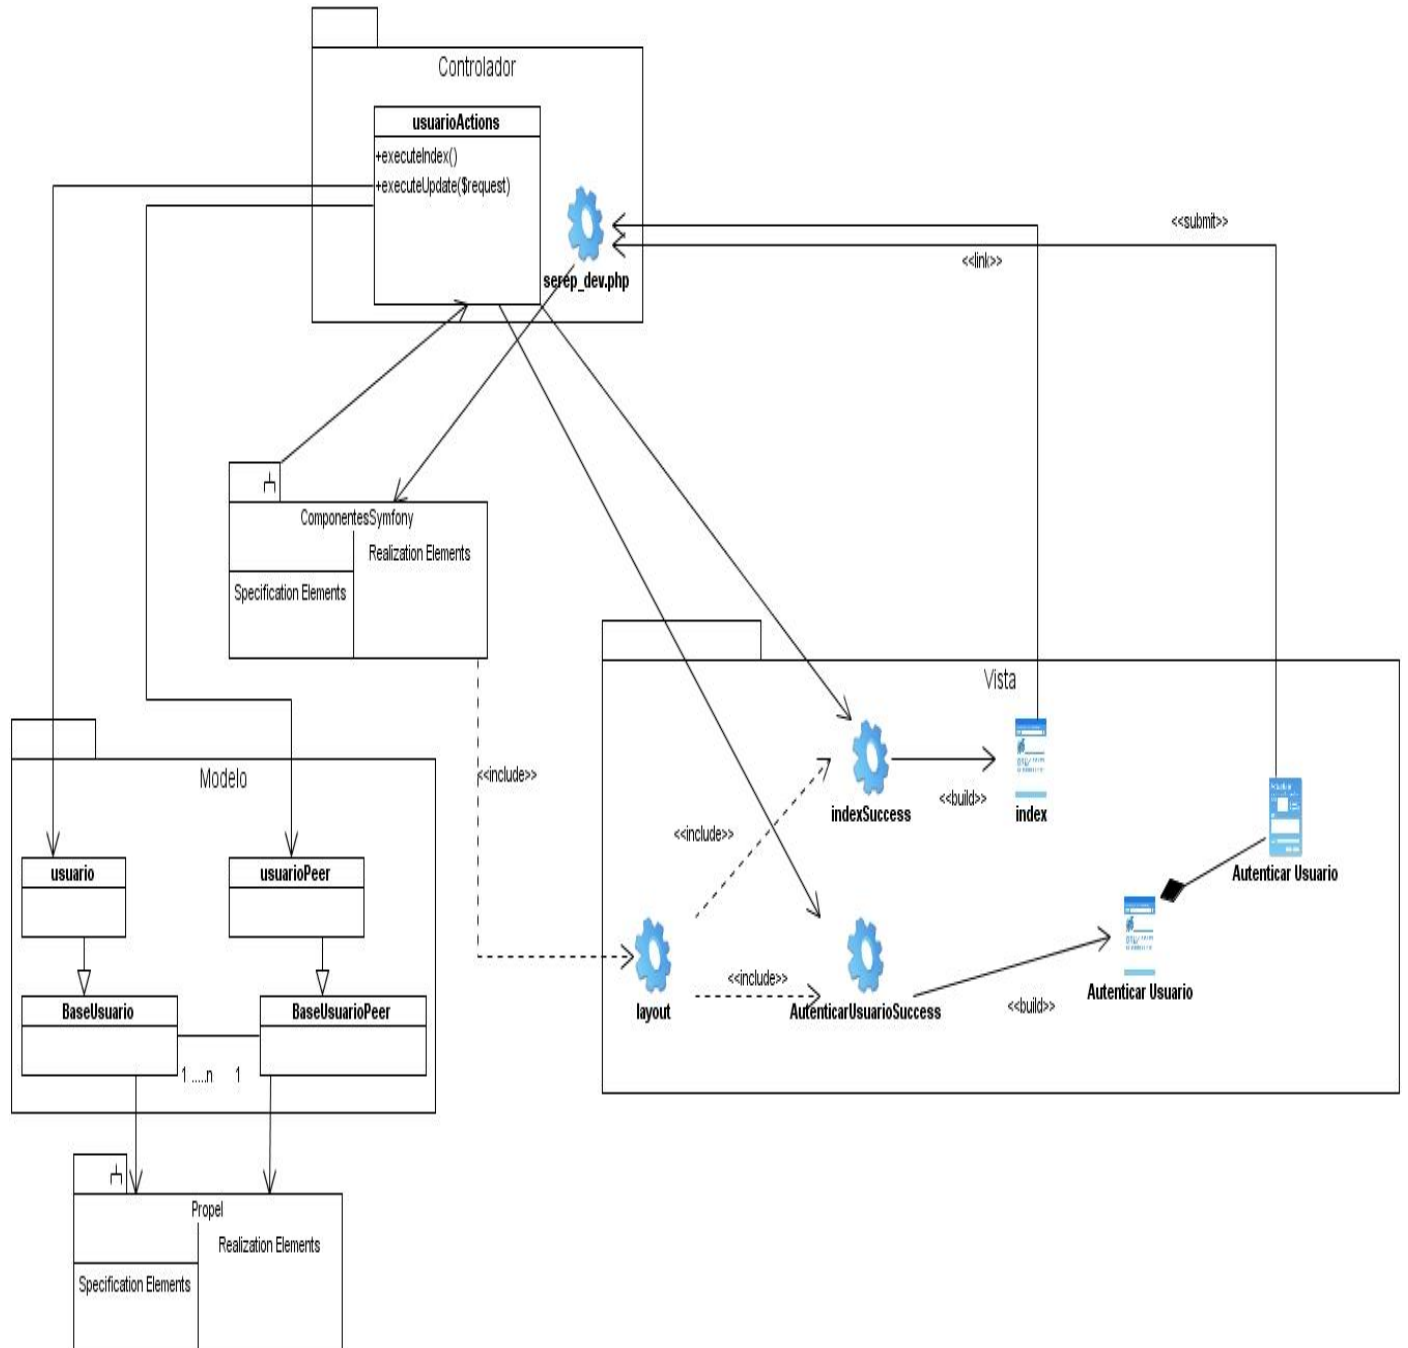 Controlador
usuarioActions
+executeIndex()
+executeUpdate($request)
serep_dev.php
<<submit>>
<<link>>
ComponentesSymfony
Realization Elements
Specification Elements
<<include>>
Vista
indexSuccess
<<build>>
index
<<include>>
Autenticar Usuario
layout
<<include>>
AutenticarUsuarioSuccess
<<build>>
Autenticar Usuario
Modelo
usuario
usuarioPeer
BaseUsuario
BaseUsuarioPeer
1 .....n 1
Propel
Realization Elements
Specification Elements